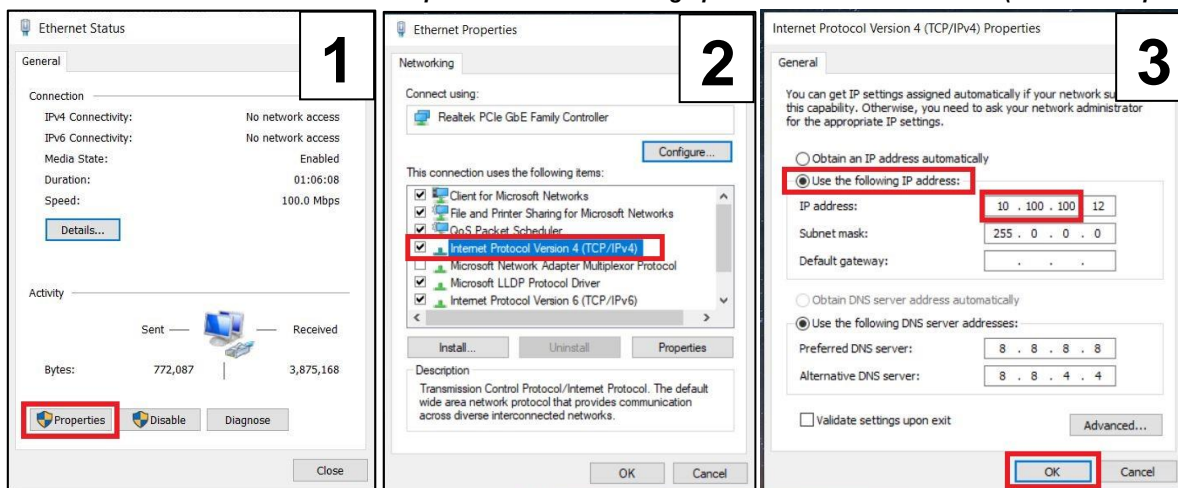 Ethernet Status
1
General
Connection
IPv4 Connectivity: No network access
IPv6 Connectivity: No network access
Media State: Enabled
Duration: 01:06:08
Speed: 100.0 Mbps
Details...
Activity
Sent — — Received
Bytes: 772,087 3,875,168
Properties Disable Diagnose
Close
Ethernet Properties
2
Networking
Connect using:
Realtek PCIe GbE Family Controller
Configure...
This connection uses the following items:
Client for Microsoft Networks
File and Printer Sharing for Microsoft Networks
QoS Packet Scheduler
Internet Protocol Version 4 (TCP/IPv4)
Microsoft Network Adapter Multiplexor Protocol
Microsoft LLDP Protocol Driver
Internet Protocol Version 6 (TCP/IPv6)
Install... Uninstall Properties
Description
Transmission Control Protocol/Internet Protocol. The default
wide area network protocol that provides communication
across diverse interconnected networks.
OK Cancel
Internet Protocol Version 4 (TCP/IPv4) Properties
3
General
You can get IP settings assigned automatically if your network
this capability. Otherwise, you need to ask your network administrator
for the appropriate IP settings.
Obtain an IP address automatically
Use the following IP address:
IP address: 10 . 100 . 100 . 12
Subnet mask: 255 . 0 . 0 . 0
Default gateway: . . .
Obtain DNS server address automatically
Use the following DNS server addresses:
Preferred DNS server: 8 . 8 . 8 . 8
Alternative DNS server: 8 . 8 . 4 . 4
Validate settings upon exit
Advanced...
OK Cancel